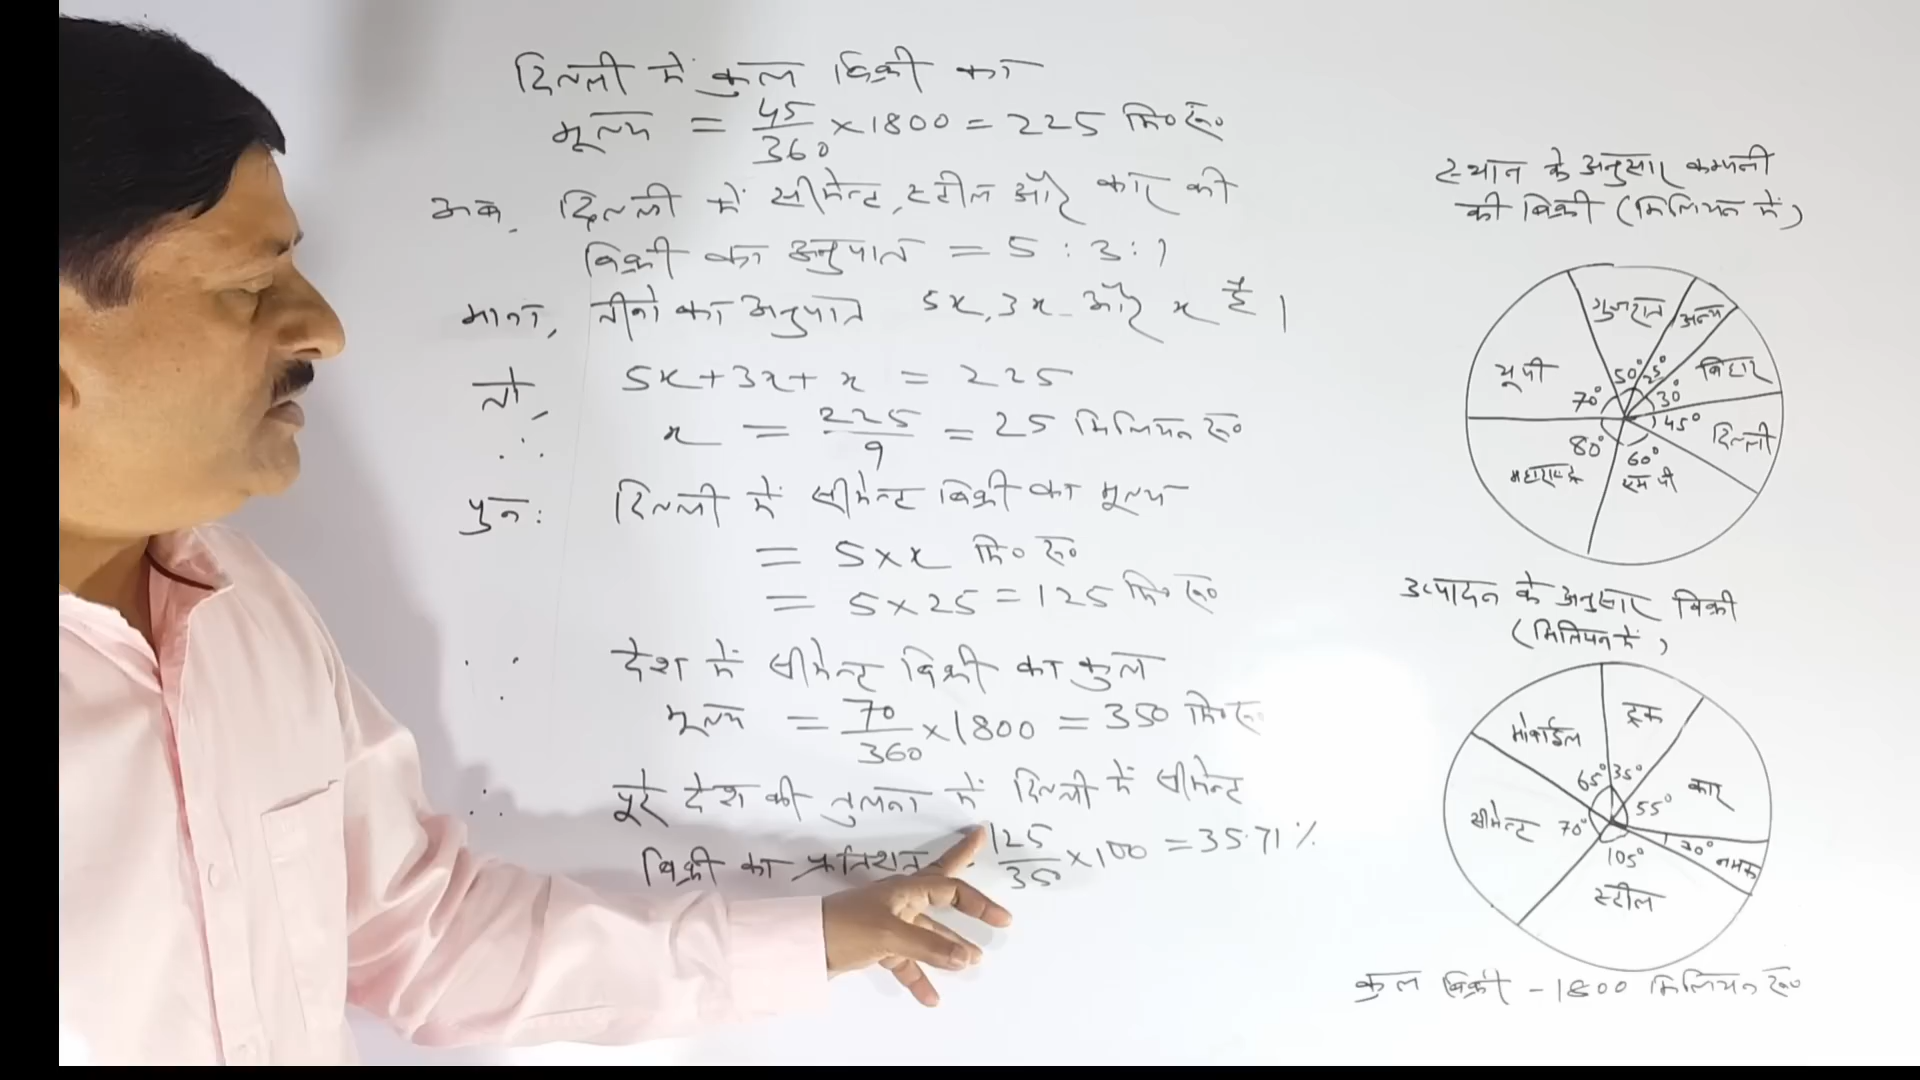 दिल्ली में कुल बिक्री का
मूल्य = 45/360 × 1800 = 225 मि० रू०
अब, दिल्ली में सीमेन्ट, स्टील और कार की
बिक्री का अनुपात = 5 : 3 : 1
माना, तीनो का अनुपात 5x, 3x और x है।
तो, 5x + 3x + x = 225
∴ x = 225/9 = 25 मिलियन रू०
पुन: दिल्ली में सीमेन्ट बिक्री का मूल्य
= 5 × x मि० रू०
= 5 × 25 = 125 मि० रू०
∴ देश में सीमेन्ट बिक्री का कुल
मूल्य = 70/360 × 1800 = 350 मि० रू०
∴ पूरे देश की तुलना में दिल्ली में सीमेन्ट
बिक्री का प्रतिशत = 125/350 × 100 = 35.71 %
स्थान के अनुसार कम्पनी
की बिक्री (मिलियन में)
गुजरात
अन्य
यू पी
बिहार
50° 25°
70° 30°
45° दिल्ली
80° 60°
महाराष्ट्र एम पी
उत्पादन के अनुसार बिक्री
(मिलियन में)
ट्रक
मोबाईल
65° 35°
कार
55°
सीमेन्ट 70°
30° नमक
105°
स्टील
कुल बिक्री - 1800 मिलियन रू०